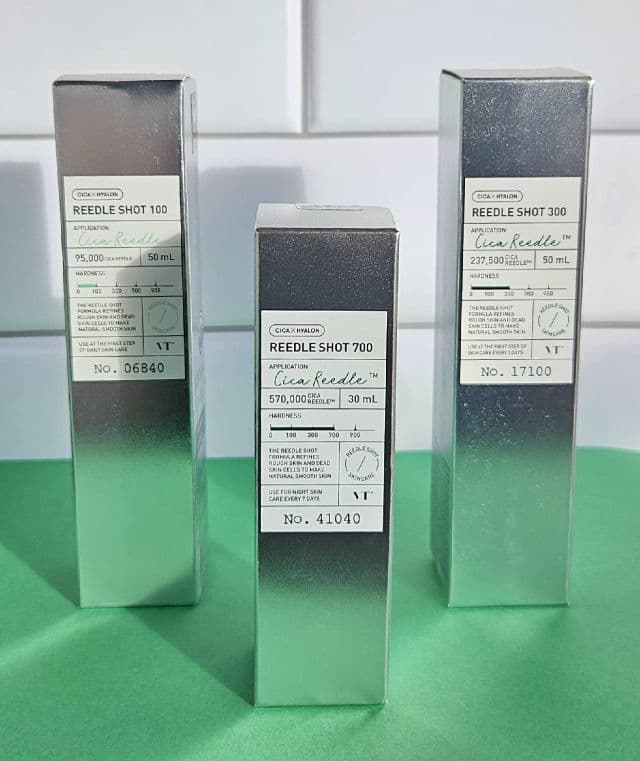 CICA×HYALON
REEDLE SHOT 100
APPLICATION
Cica Reedle
95,000 CICA REEDLE
50 mL
HARDNESS
0 100 300 700 900
THE REEDLE SHOT
FORMULA REFINES
ROUGH SKIN AND DEAD
SKIN CELLS TO MAKE
NATURAL SMOOTH SKIN
REEDLE SHOT
SKINCARE
USE AT THE FIRST STEP
OF DAILY SKIN CARE
VT
No. 06840
CICA×HYALON
REEDLE SHOT 700
APPLICATION
Cica Reedle™
570,000 CICA REEDLE™
30 mL
HARDNESS
0 100 300 700 900
THE REEDLE SHOT
FORMULA REFINES
ROUGH SKIN AND DEAD
SKIN CELLS TO MAKE
NATURAL SMOOTH SKIN
REEDLE SHOT
SKINCARE
USE FOR NIGHT SKIN
CARE EVERY 7 DAYS
VT
No. 41040
CICA×HYALON
REEDLE SHOT 300
APPLICATION
Cica Reedle™
237,500 CICA REEDLE™
50 mL
HARDNESS
0 100 300 700 900
THE REEDLE SHOT
FORMULA REFINES
ROUGH SKIN AND DEAD
SKIN CELLS TO MAKE
NATURAL SMOOTH SKIN
REEDLE SHOT
SKINCARE
USE AT THE FIRST STEP OF
SKIN CARE EVERY 3 DAYS
VT
No. 17100